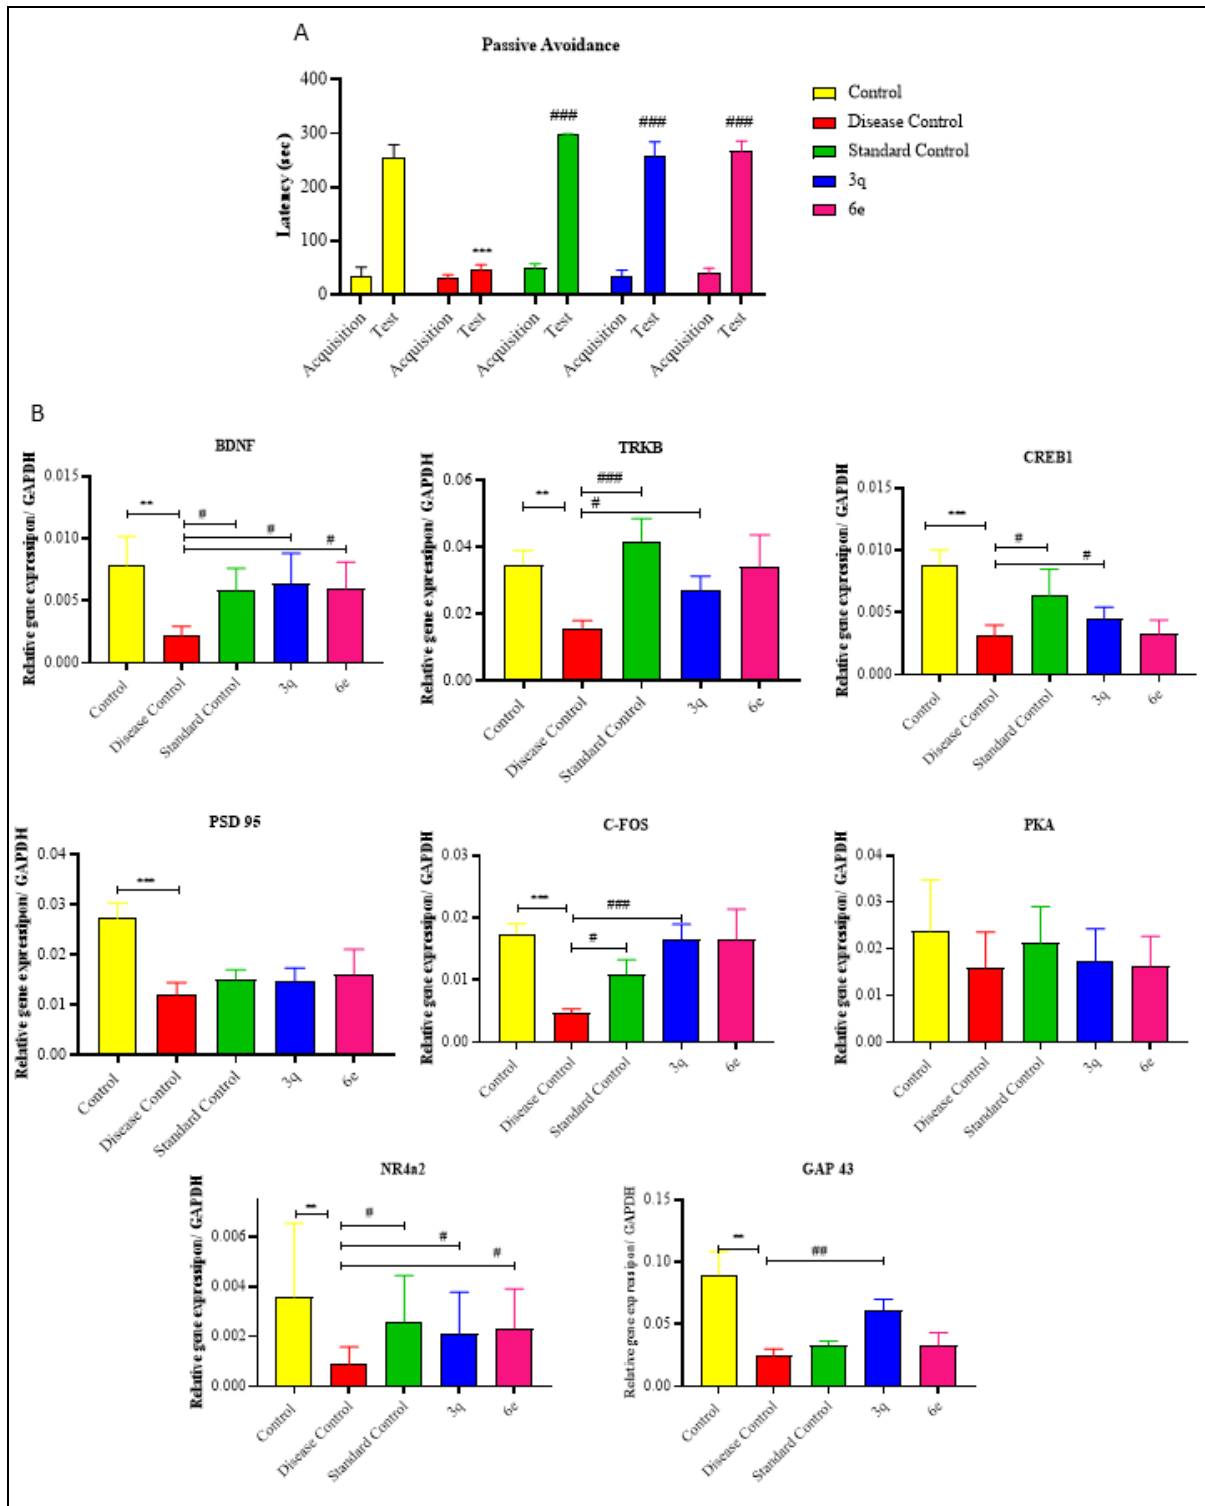 A
Passive Avoidance
Latency (sec)
400
300
200
100
0
***
###
###
###
Acquisition
Test
Acquisition
Test
Acquisition
Test
Acquisition
Test
Acquisition
Test
Control
Disease Control
Standard Control
3q
6e
B
BDNF
Relative gene expressipon/ GAPDH
0.015
0.010
0.005
0.000
**
#
#
#
Control
Disease Control
Standard Control
3q
6e
TRKB
Relative gene expressipon/ GAPDH
0.06
0.04
0.02
0.00
**
###
#
Control
Disease Control
Standard Control
3q
6e
CREB1
Relative gene expressipon/ GAPDH
0.015
0.010
0.005
0.000
***
#
#
Control
Disease Control
Standard Control
3q
6e
PSD 95
Relative gene expressipon/ GAPDH
0.04
0.03
0.02
0.01
0.00
***
Control
Disease Control
Standard Control
3q
6e
C-FOS
Relative gene expressipon/ GAPDH
0.03
0.02
0.01
0.00
***
###
#
Control
Disease Control
Standard Control
3q
6e
PKA
Relative gene expressipon/ GAPDH
0.04
0.03
0.02
0.01
0.00
Control
Disease Control
Standard Control
3q
6e
NR4a2
Relative gene expressipon/ GAPDH
0.006
0.004
0.002
0.000
**
#
#
#
Control
Disease Control
Standard Control
3q
6e
GAP 43
Relative gene expressipon/ GAPDH
0.15
0.10
0.05
0.00
**
##
Control
Disease Control
Standard Control
3q
6e